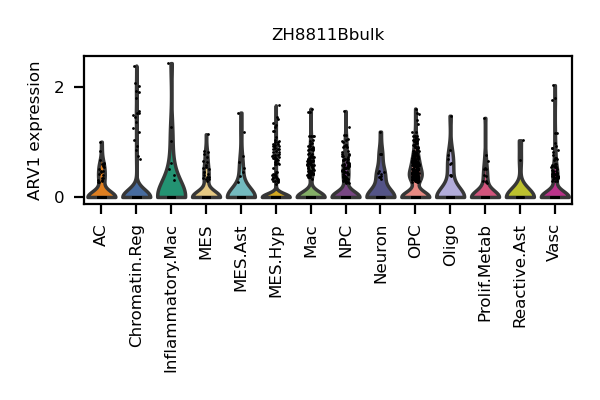 ZH8811Bbulk
ARV1 expression
2
0
AC
Chromatin.Reg
Inflammatory.Mac
MES
MES.Ast
MES.Hyp
Mac
NPC
Neuron
OPC
Oligo
Prolif.Metab
Reactive.Ast
Vasc